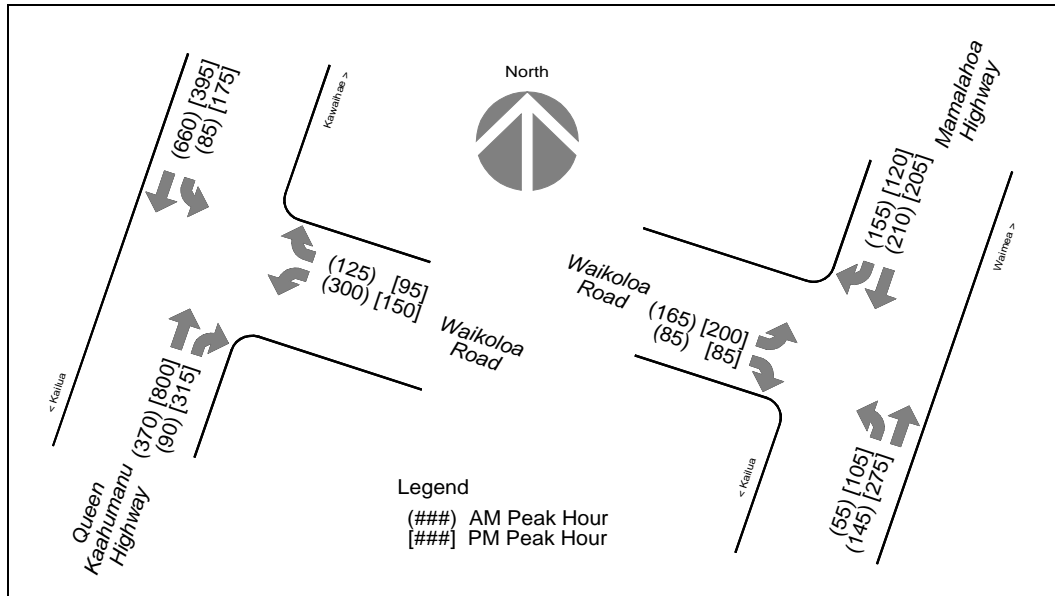 (660) [395]
(85) [175]
Kawaihae >
North
Mamalahoa
Highway
(155) [120]
(210) [205]
Waimea >
(125) [95]
(300) [150]
Waikoloa
Road
Waikoloa
Road
(165) [200]
(85) [85]
< Kailua
(370) [800]
(90) [315]
Queen
Kaahumanu
Highway
< Kailua
(55) [105]
(145) [275]
Legend
(###) AM Peak Hour
[###] PM Peak Hour